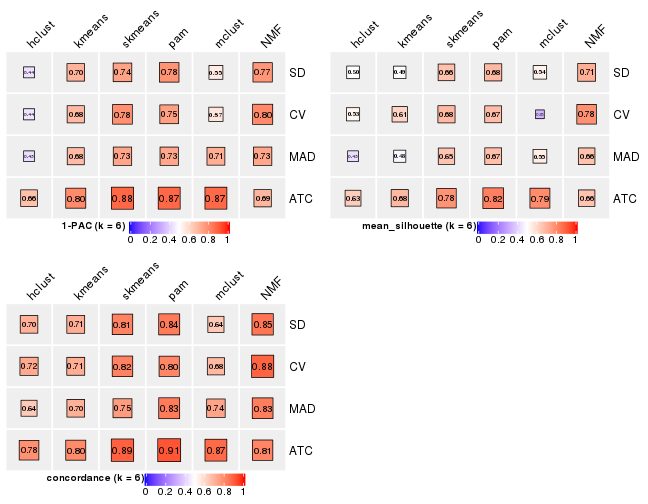 hclust kmeans skmeans pam mclust NMF
0.44 0.70 0.74 0.78 0.55 0.77 SD
0.44 0.68 0.78 0.75 0.57 0.80 CV
0.43 0.68 0.73 0.73 0.71 0.73 MAD
0.66 0.80 0.88 0.87 0.87 0.69 ATC
1-PAC (k = 6)
0 0.2 0.4 0.6 0.8 1
hclust kmeans skmeans pam mclust NMF
0.50 0.49 0.66 0.68 0.54 0.71 SD
0.53 0.61 0.68 0.67 0.78 CV
0.43 0.48 0.65 0.67 0.55 0.66 MAD
0.63 0.68 0.78 0.82 0.79 0.66 ATC
mean_silhouette (k = 6)
0 0.2 0.4 0.6 0.8 1
hclust kmeans skmeans pam mclust NMF
0.70 0.71 0.81 0.84 0.64 0.85 SD
0.72 0.71 0.82 0.80 0.68 0.88 CV
0.64 0.70 0.75 0.83 0.74 0.83 MAD
0.78 0.80 0.89 0.91 0.87 0.81 ATC
concordance (k = 6)
0 0.2 0.4 0.6 0.8 1